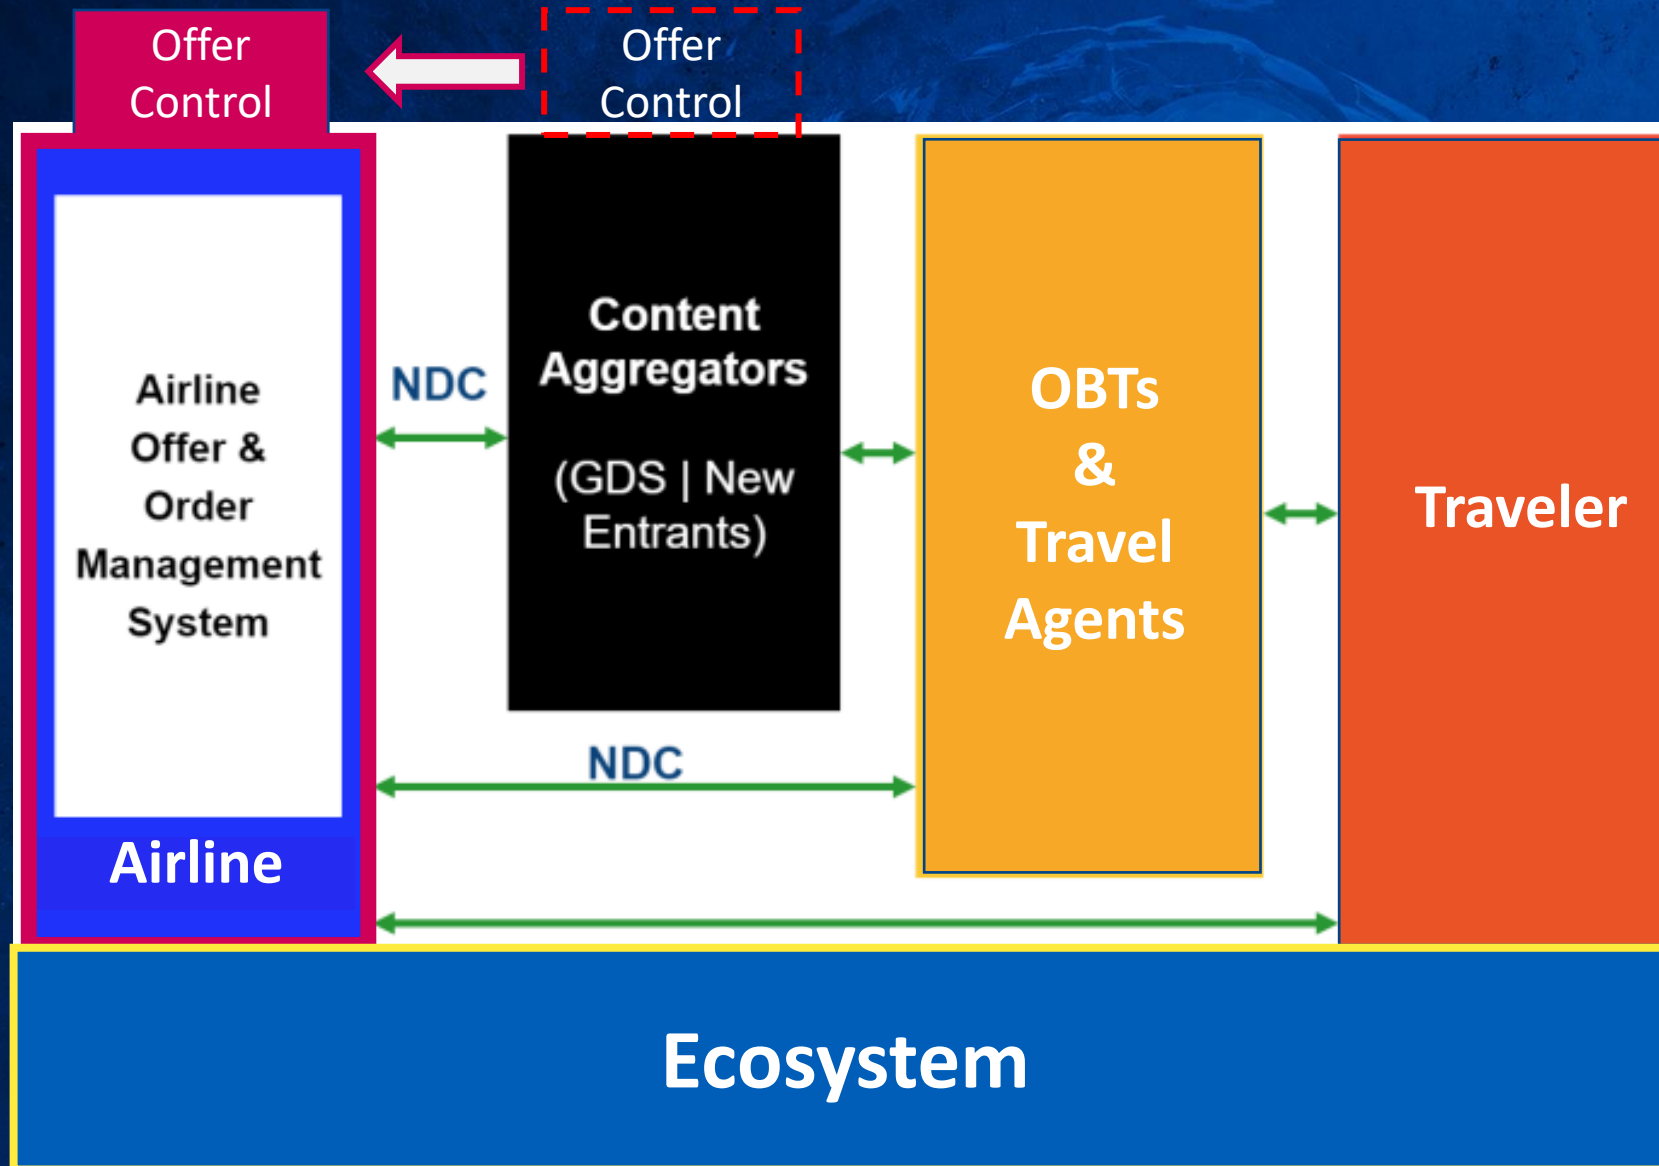 Offer
Control
Offer
Control
Airline
Offer &
Order
Management
System
Airline
NDC
Content
Aggregators
(GDS | New
Entrants)
NDC
OBTs
&
Travel
Agents
Traveler
Ecosystem